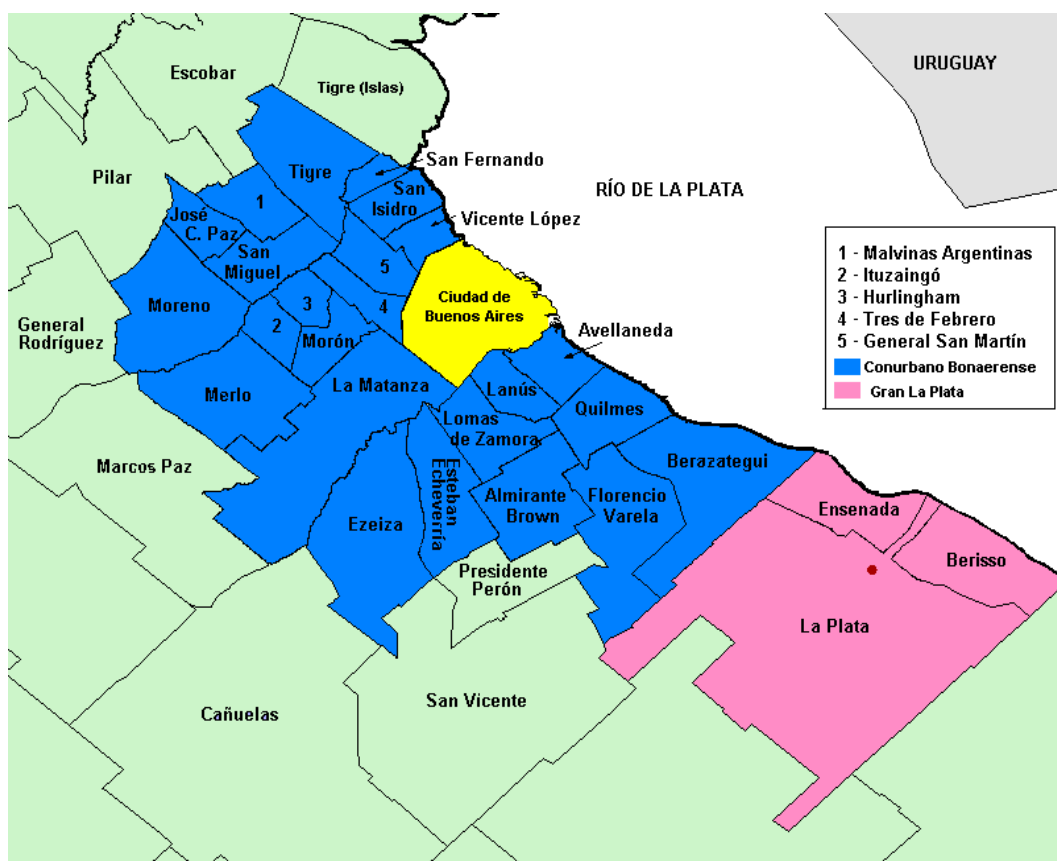 Escobar
Tigre (Islas)
URUGUAY
San Fernando
Tigre
Pilar
San
Isidro
RÍO DE LA PLATA
1
José
C. Paz
Vicente López
San
Miguel
5
1 - Malvinas Argentinas
2 - Ituzaingó
3 - Hurlingham
4 - Tres de Febrero
5 - General San Martín
Conurbano Bonaerense
Gran La Plata
Ciudad de
Buenos Aires
Moreno
3
4
2
General
Rodríguez
Morón
Avellaneda
Merlo
La Matanza
Lanús
Quilmes
Lomas
de Zamora
Marcos Paz
Berazategui
Esteban
Echeverría
Almirante
Brown
Florencio
Varela
Ezeiza
Ensenada
Berisso
Presidente
Perón
La Plata
San Vicente
Cañuelas